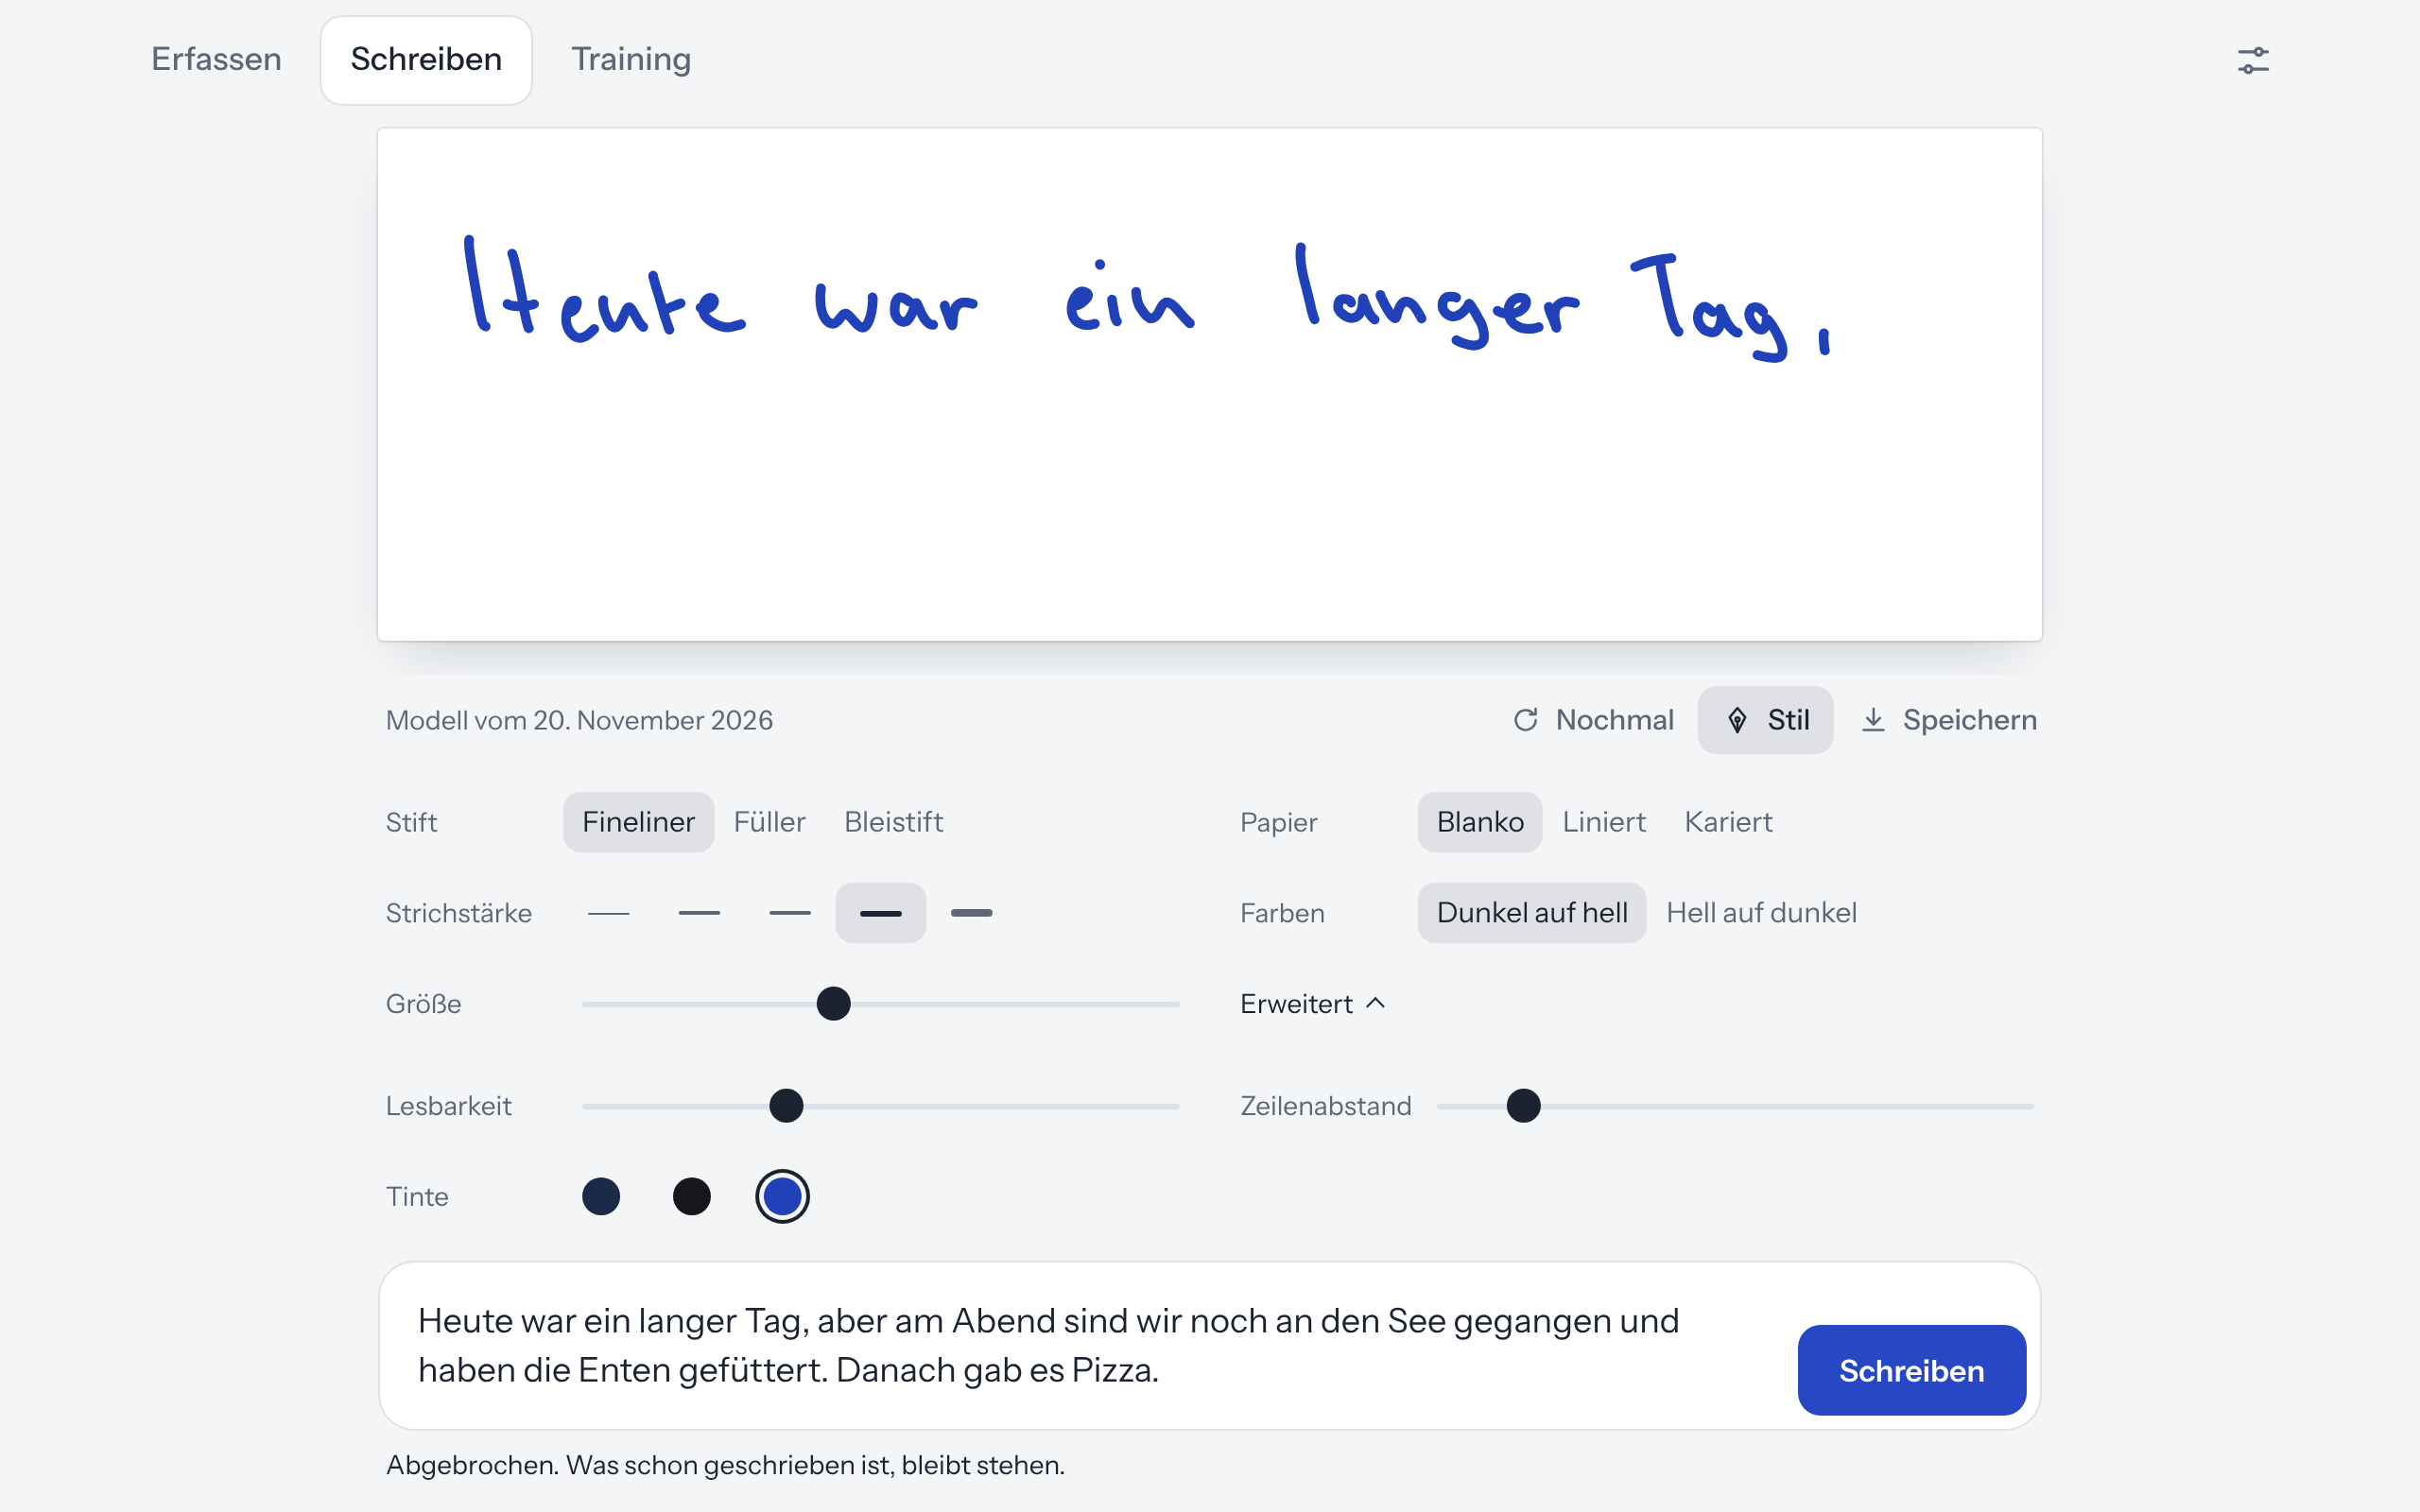 Erfassen Schreiben Training
Heute war ein langer Tag,
Modell vom 20. November 2026 Nochmal Stil Speichern
Stift Fineliner Füller Bleistift Papier Blanko Liniert Kariert
Strichstärke Farben Dunkel auf hell Hell auf dunkel
Größe Erweitert
Lesbarkeit Zeilenabstand
Tinte
Heute war ein langer Tag, aber am Abend sind wir noch an den See gegangen und
haben die Enten gefüttert. Danach gab es Pizza.
Schreiben
Abgebrochen. Was schon geschrieben ist, bleibt stehen.